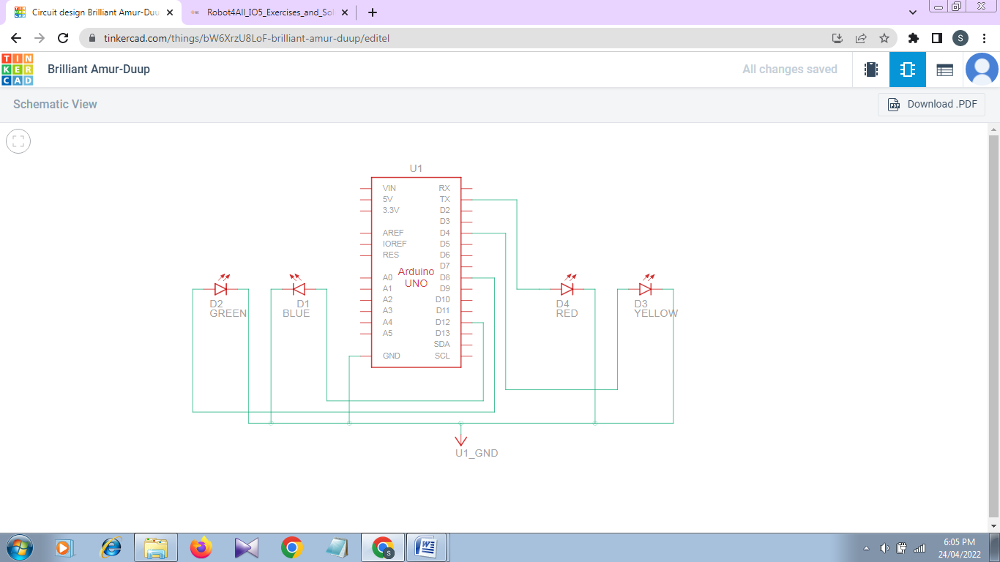 Circuit design Brilliant Amur-Duu
Robot4All_IO5_Exercises_and_Sol
tinkercad.com/things/bW6XrzU8LoF-brilliant-amur-duup/editel
S
TIN
KER
CAD
Brilliant Amur-Duup
All changes saved
Schematic View
PDF
Download .PDF
U1
VIN RX
5V TX
3.3V D2
D3
AREF D4
IOREF D5
RES D6
D7
Arduino
UNO
A0 D8
A1 D9
A2 D10
A3 D11
A4 D12
A5 D13
SDA
GND SCL
D2
GREEN
D1
BLUE
D4
RED
D3
YELLOW
U1_GND
S
W
6:05 PM
24/04/2022